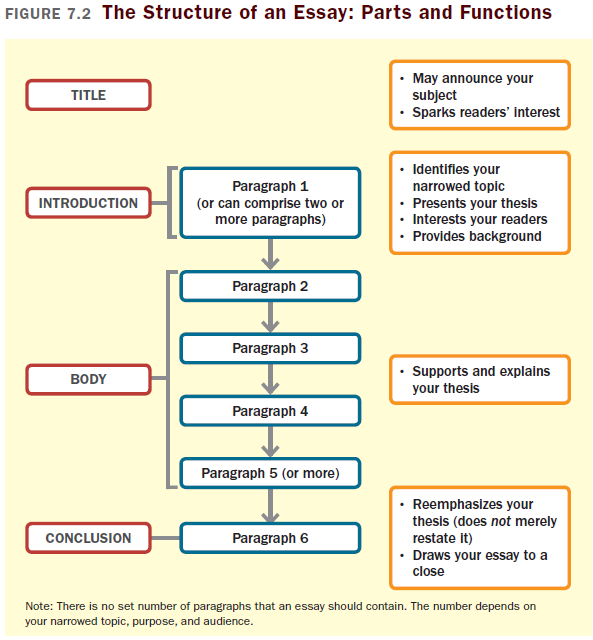 FIGURE 7.2 The Structure of an Essay: Parts and Functions
TITLE
• May announce your
subject
• Sparks readers' interest
INTRODUCTION
Paragraph 1
(or can comprise two or
more paragraphs)
• Identifies your
narrowed topic
• Presents your thesis
• Interests your readers
• Provides background
BODY
Paragraph 2
Paragraph 3
Paragraph 4
Paragraph 5 (or more)
• Supports and explains
your thesis
CONCLUSION
Paragraph 6
• Reemphasizes your
thesis (does not merely
restate it)
• Draws your essay to a
close
Note: There is no set number of paragraphs that an essay should contain. The number depends on
your narrowed topic, purpose, and audience.